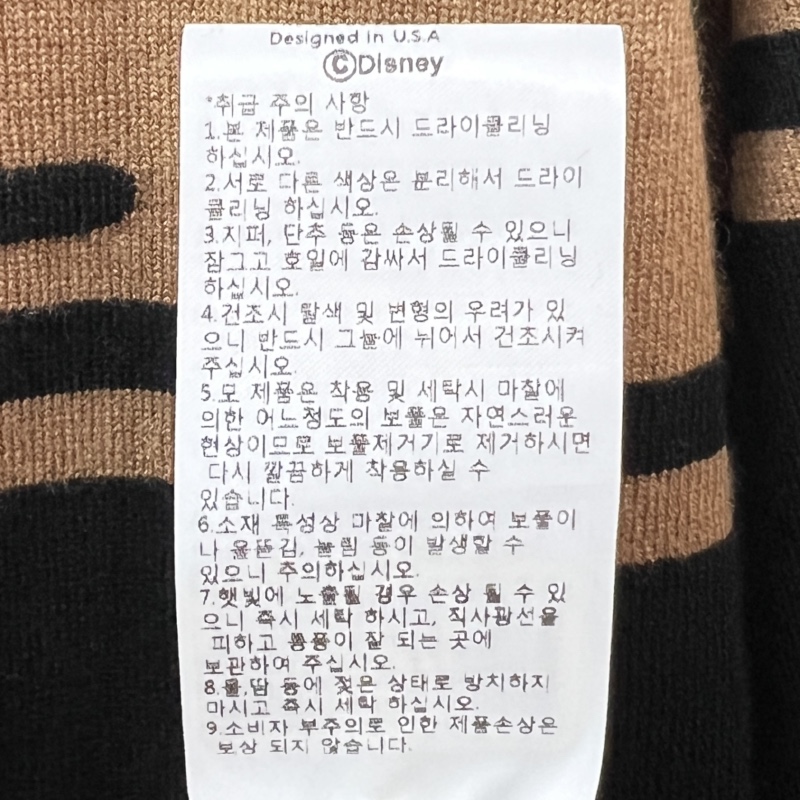 Designed in U.S.A
©Disney
*취급 주의 사항
1.본 제품은 반드시 드라이클리닝
하십시오.
2.서로 다른 색상은 분리해서 드라이
클리닝 하십시오.
3.지퍼, 단추 등은 손상될 수 있으니
잠그고 호일에 감싸서 드라이클리닝
하십시오.
4.건조시 탈색 및 변형의 우려가 있
으니 반드시 그늘에 뉘어서 건조시켜
주십시오.
5.모 제품은 착용 및 세탁시 마찰에
의한 어느정도의 보풀은 자연스러운
현상이므로 보풀제거기로 제거하시면
다시 깔끔하게 착용하실 수
있습니다.
6.소재 특성상 마찰에 의하여 보풀이
나 올뜯김, 눌림 등이 발생할 수
있으니 주의하십시오.
7.햇빛에 노출될 경우 손상 될 수 있
으니 즉시 세탁 하시고, 직사광선을
피하고 통풍이 잘 되는 곳에
보관하여 주십시오.
8.물,땀 등에 젖은 상태로 방치하지
마시고 즉시 세탁 하십시오.
9.소비자 부주의로 인한 제품손상은
보상 되지 않습니다.